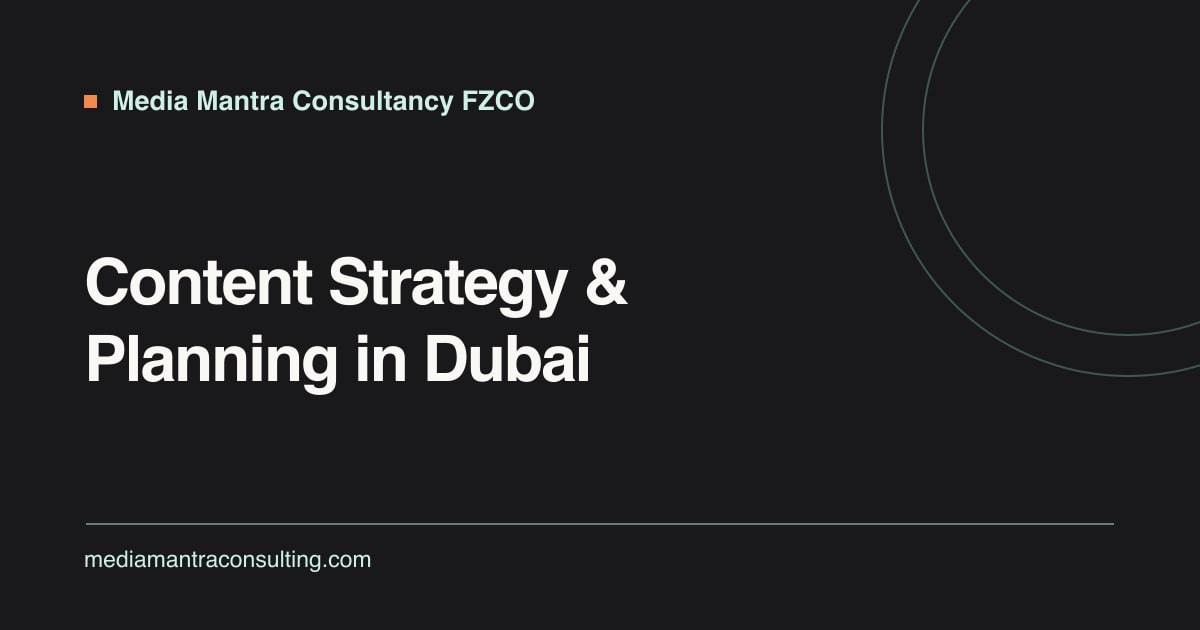 Media Mantra Consultancy FZCO
Content Strategy &
Planning in Dubai
mediamantraconsulting.com